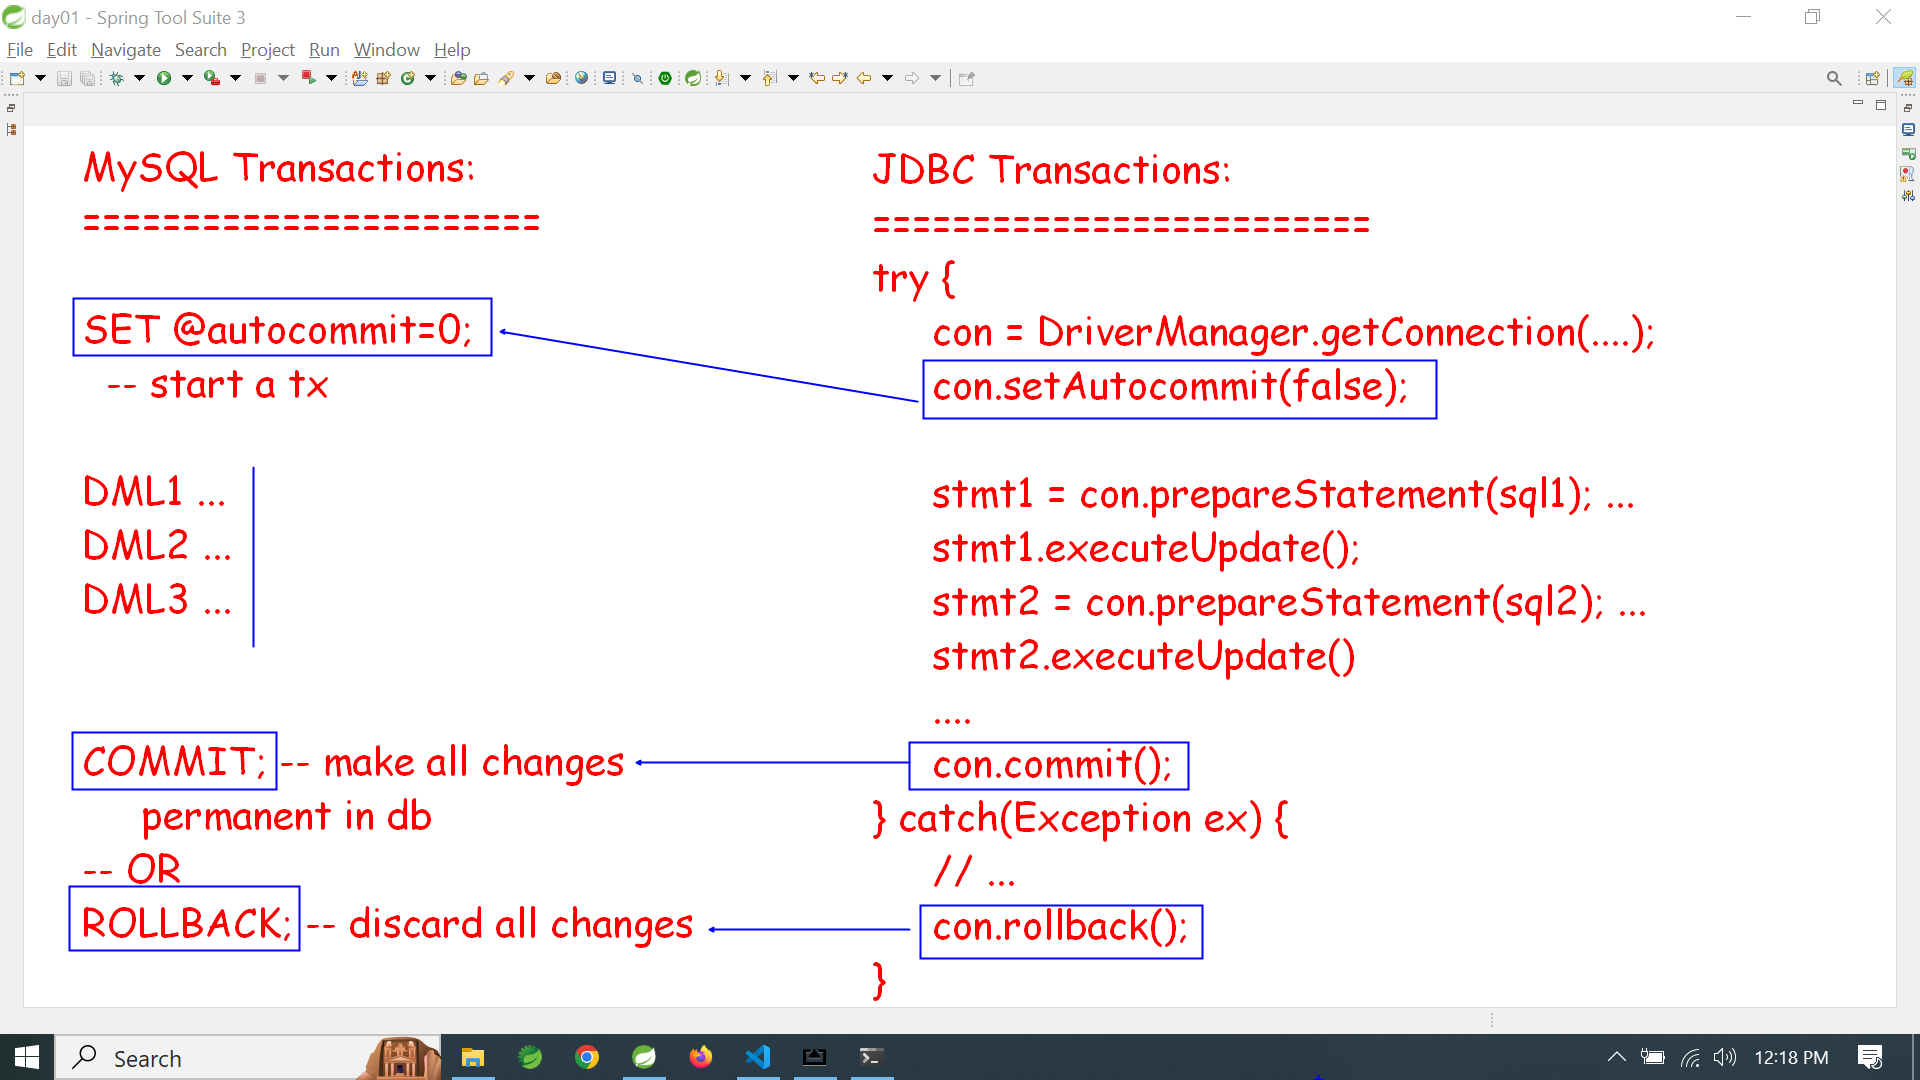 day01 - Spring Tool Suite 3
File Edit Navigate Search Project Run Window Help
MySQL Transactions:
=======================
SET @autocommit=0;
-- start a tx
DML1 ...
DML2 ...
DML3 ...
COMMIT; -- make all changes
permanent in db
-- OR
ROLLBACK; -- discard all changes
JDBC Transactions:
=========================
try {
con = DriverManager.getConnection(....);
con.setAutocommit(false);
stmt1 = con.prepareStatement(sql1); ...
stmt1.executeUpdate();
stmt2 = con.prepareStatement(sql2); ...
stmt2.executeUpdate()
....
con.commit();
} catch(Exception ex) {
// ...
con.rollback();
}
Search
12:18 PM